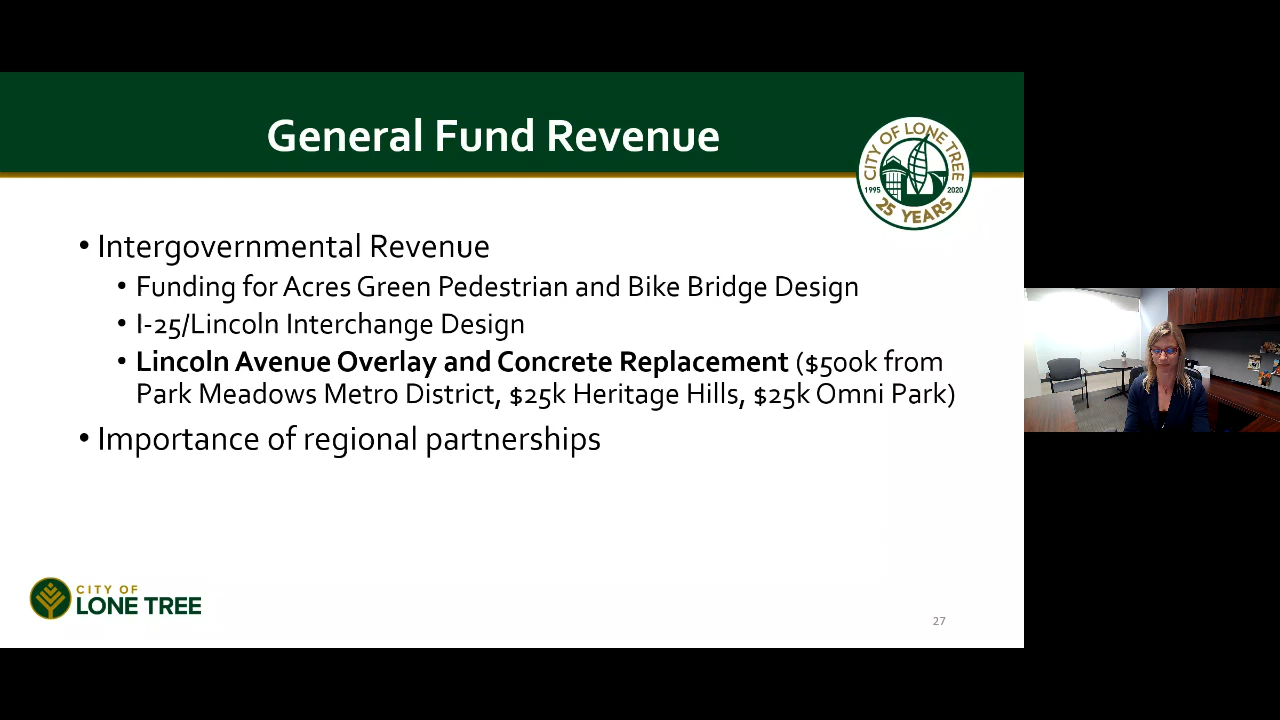 General Fund Revenue
CITY OF LONE TREE
1995 2020
25 YEARS
• Intergovernmental Revenue
• Funding for Acres Green Pedestrian and Bike Bridge Design
• I-25/Lincoln Interchange Design
• Lincoln Avenue Overlay and Concrete Replacement ($500k from
Park Meadows Metro District, $25k Heritage Hills, $25k Omni Park)
• Importance of regional partnerships
CITY OF
LONE TREE
27